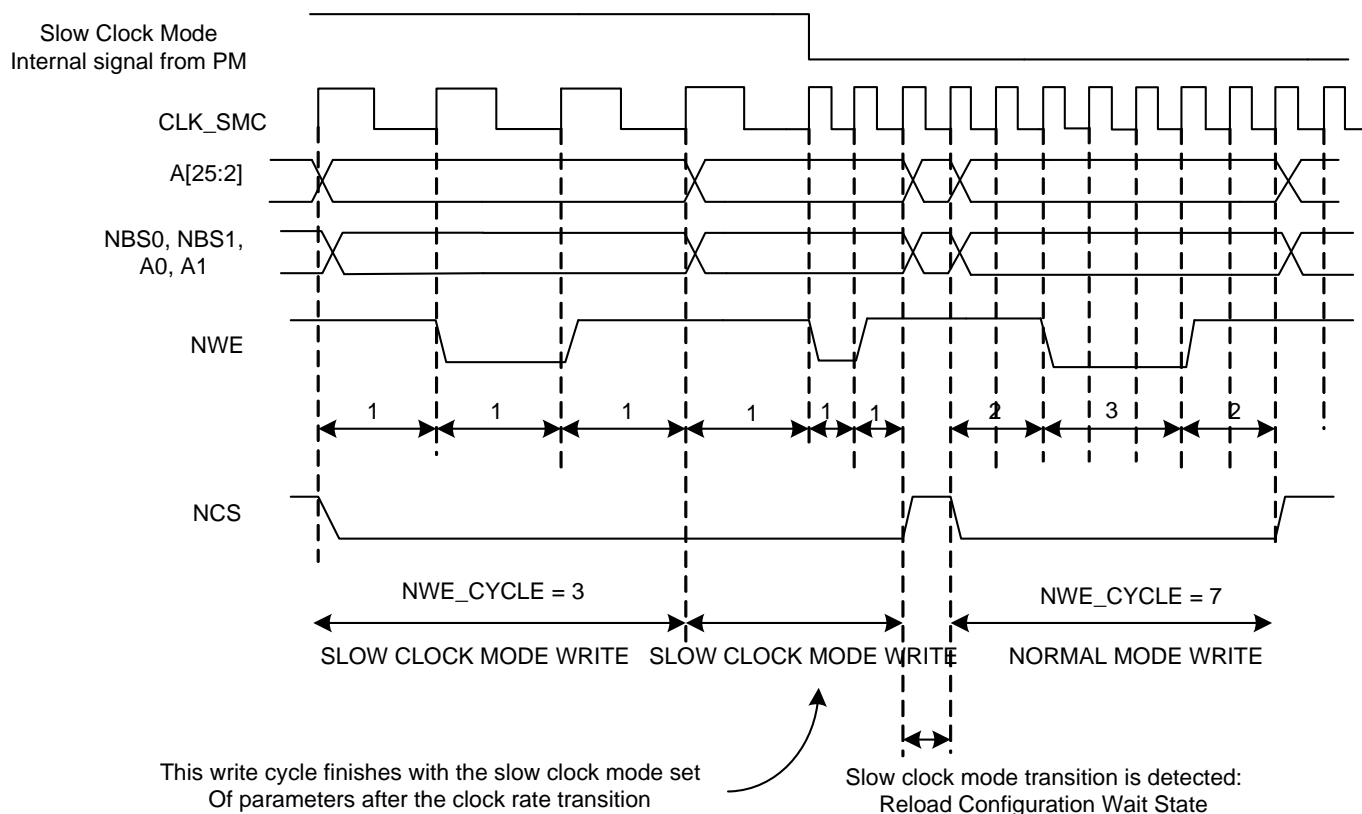 Slow Clock Mode
Internal signal from PM
CLK_SMC
A[25:2]
NBS0, NBS1,
A0, A1
NWE
1 1 1 1 1 1 2 3 2
NCS
NWE_CYCLE = 3 NWE_CYCLE = 7
SLOW CLOCK MODE WRITE SLOW CLOCK MODE WRITE NORMAL MODE WRITE
This write cycle finishes with the slow clock mode set
Of parameters after the clock rate transition
Slow clock mode transition is detected:
Reload Configuration Wait State